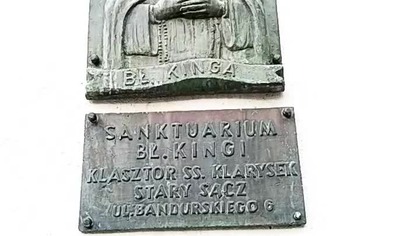 BŁ. KINGA
SANKTUARIUM
BŁ. KINGI
KLASZTOR SS. KLARYSEK
STARY SĄCZ
UL. BANDURSKIEGO 6